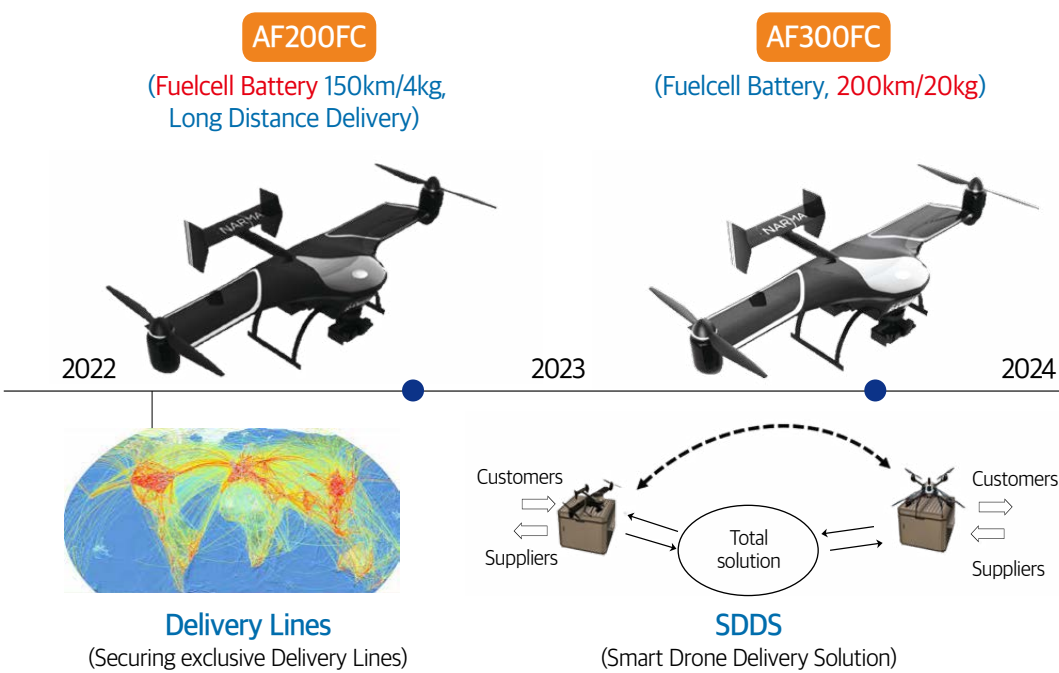 AF200FC
(Fuelcell Battery 150km/4kg,
Long Distance Delivery)
AF300FC
(Fuelcell Battery, 200km/20kg)
NARMA
NARMA
2022
2023
2024
Customers
Suppliers
Total
solution
Customers
Suppliers
Delivery Lines
(Securing exclusive Delivery Lines)
SDDS
(Smart Drone Delivery Solution)